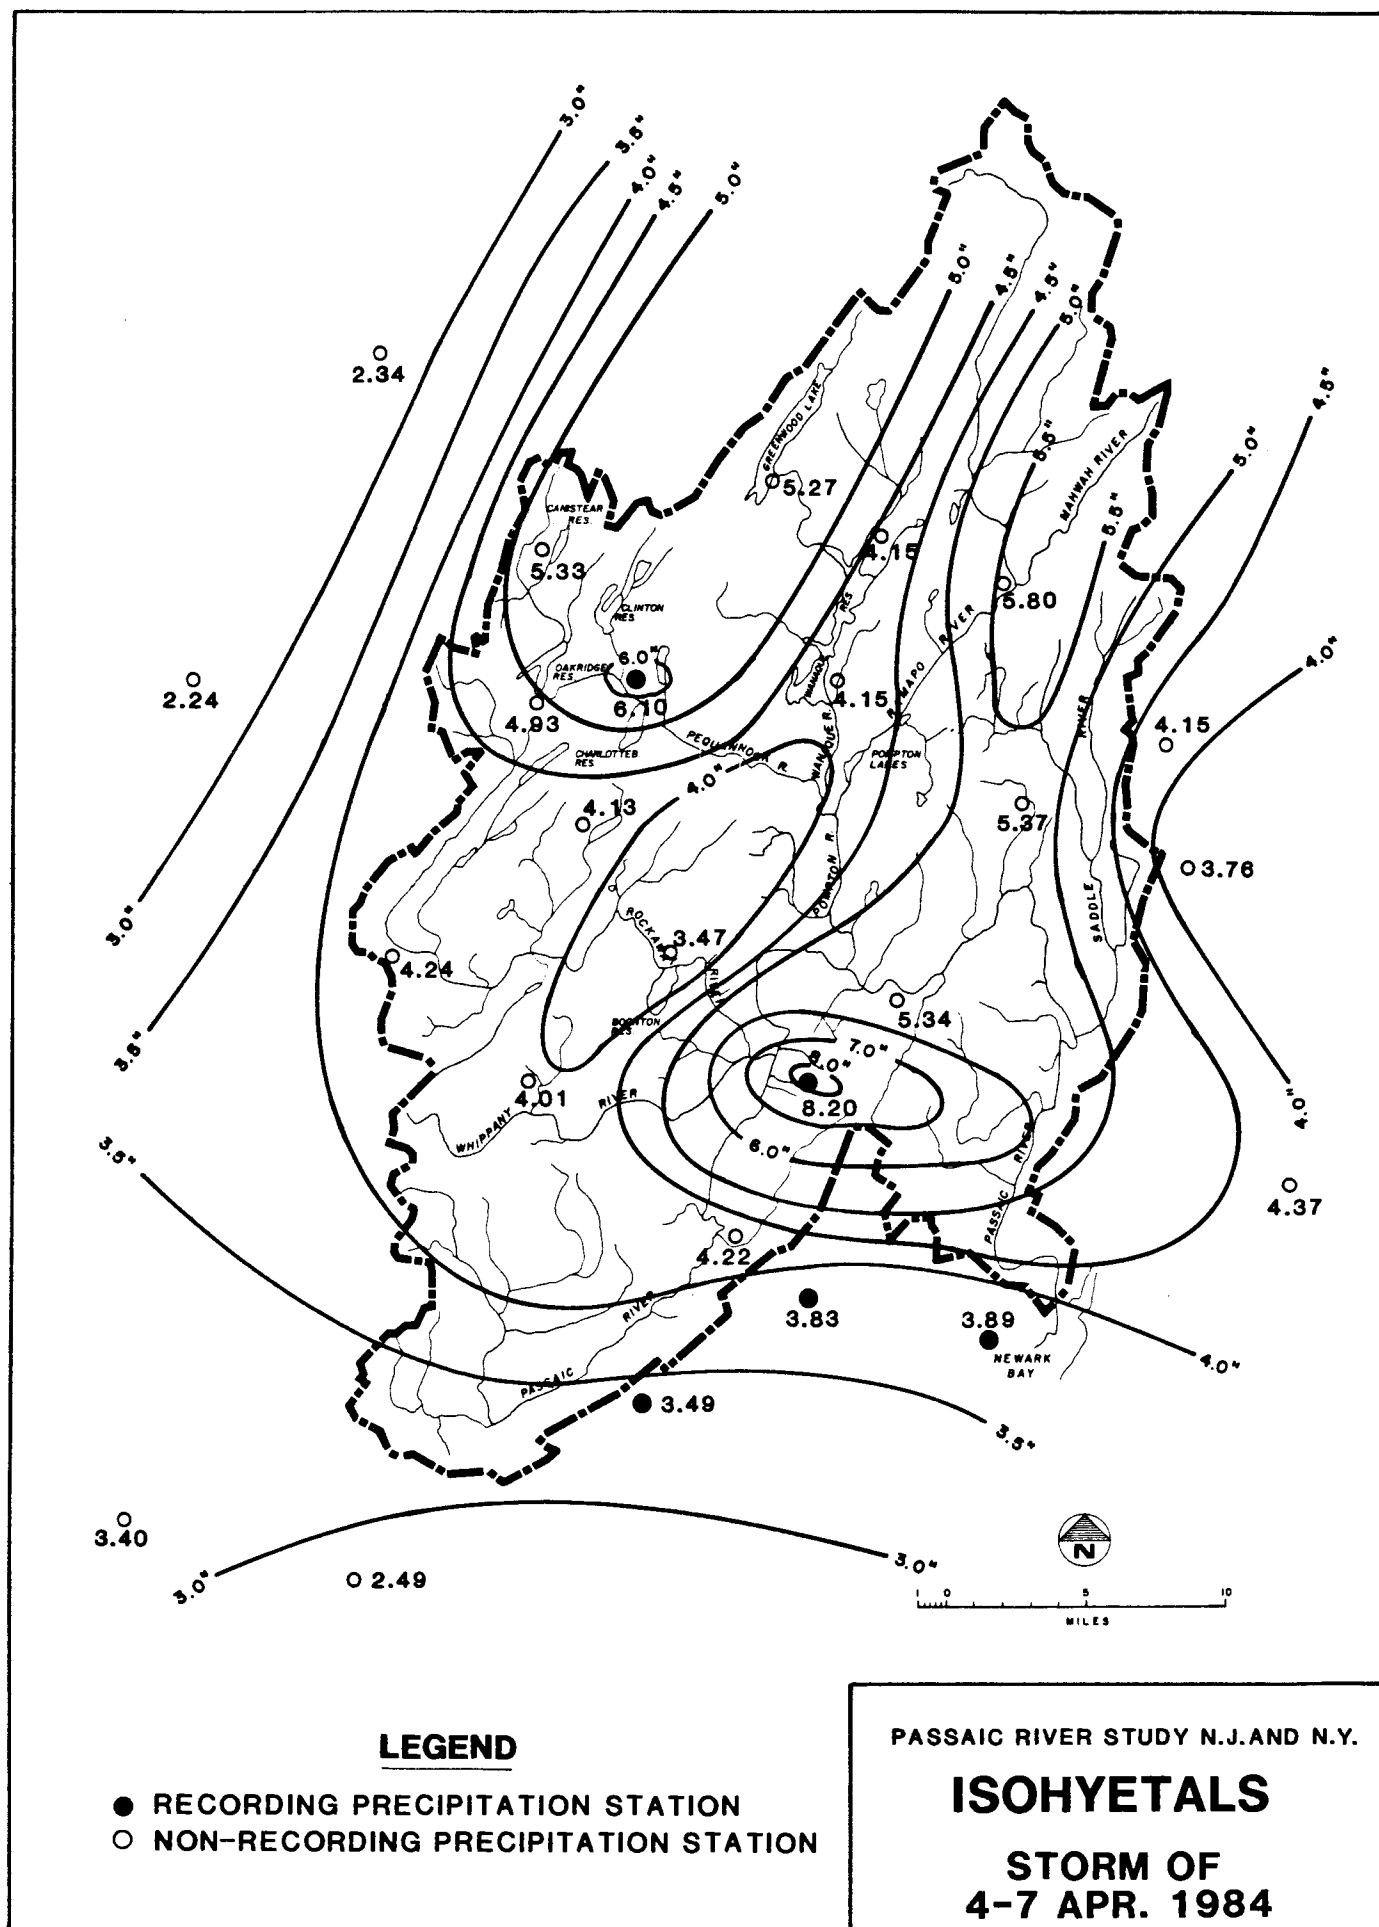 3.0"
3.5"
4.0"
4.5"
5.0"
5.0"
4.5"
4.5"
5.0"
2.34
GREENWOOD LAKE
5.27
5.5"
MAHWAH RIVER
4.5"
5.0"
CANISTEAR
RES.
5.33
4.15
5.5"
CLINTON
RES.
5.80
RAMAPO RIVER
RES.
WANAQUE
4.0"
2.24
OAKRIDGE
RES.
6.0"
6.10
4.93
4.15
RIVER
4.15
PEQUANNOCK R.
WANAQUE R.
POMPTON
LAKES
CHARLOTTEB
RES.
4.0"
4.13
5.37
POMPTON R.
3.76
SADDLE
3.0"
ROCKAWAY
3.47
RIVER
4.24
5.34
3.5"
BOONTON
RES.
7.0"
8.0"
8.20
4.01
4.0"
WHIPPANY
RIVER
3.5"
6.0"
RIVER
PASSAIC
4.37
4.22
RIVER
3.83
3.89
NEWARK
BAY
4.0"
PASSAIC
3.49
3.5"
3.40
3.0"
2.49
3.0"
N
1 0 5 10
MILES
LEGEND
RECORDING PRECIPITATION STATION
NON-RECORDING PRECIPITATION STATION
PASSAIC RIVER STUDY N.J. AND N.Y.
ISOHYETALS
STORM OF
4-7 APR. 1984